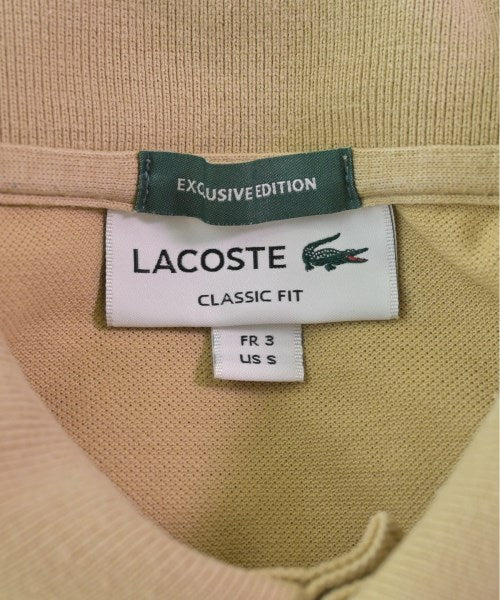 EXCLUSIVE EDITION
LACOSTE
CLASSIC FIT
FR 3
US S